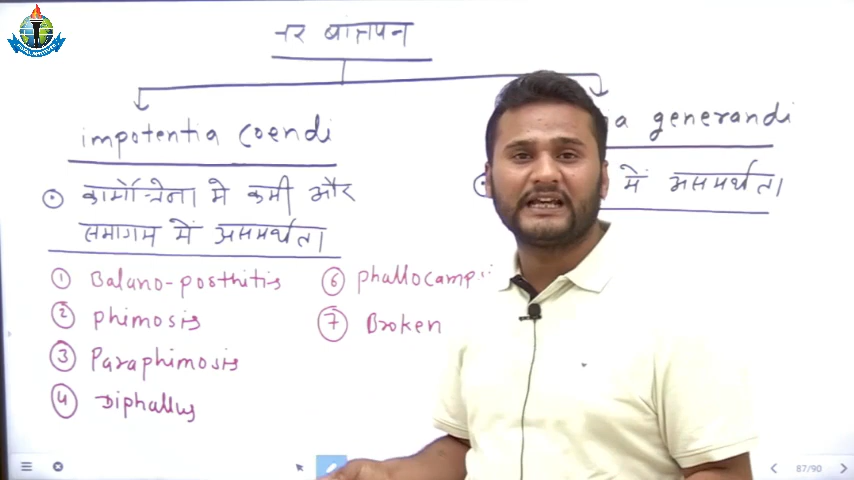 नर बांझपन
impotentia coendi
generandi
कामोत्तेजना में कमी और
समागम में असमर्थता
में असमर्थता
① Balano-posthitis
② phimosis
③ Paraphimosis
④ Diphallus
⑥ phallocamp
⑦ Broken
87/90